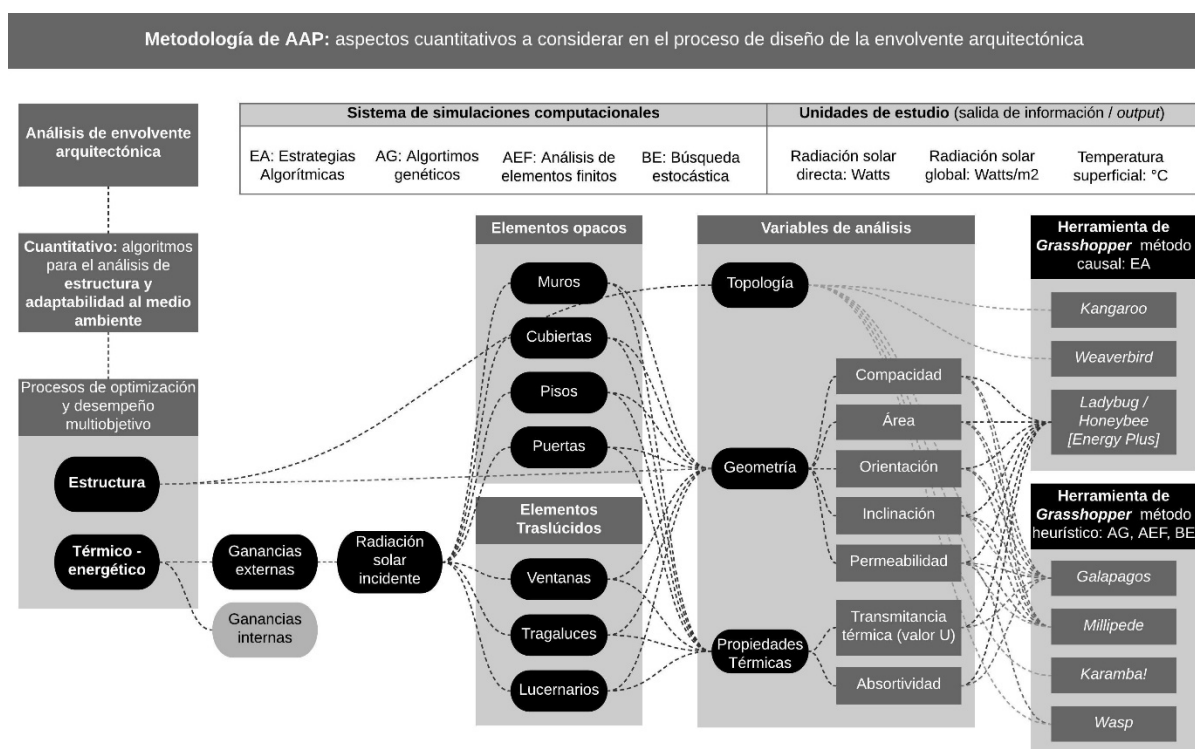 Metodología de AAP: aspectos cuantitativos a considerar en el proceso de diseño de la envolvente arquitectónica
Análisis de envolvente
arquitectónica
Cuantitativo: algoritmos
para el análisis de
estructura y
adaptabilidad al medio
ambiente
Procesos de optimización
y desempeño
multiobjetivo
Estructura
Térmico -
energético
Ganancias
externas
Ganancias
internas
Radiación
solar
incidente
Sistema de simulaciones computacionales
EA: Estrategias
Algorítmicas
AG: Algortimos
genéticos
AEF: Análisis de
elementos finitos
BE: Búsqueda
estocástica
Unidades de estudio (salida de información / output)
Radiación solar
directa: Watts
Radiación solar
global: Watts/m2
Temperatura
superficial: °C
Elementos opacos
Muros
Cubiertas
Pisos
Puertas
Elementos
Traslúcidos
Ventanas
Tragaluces
Lucernarios
Variables de análisis
Topología
Geometría
Propiedades
Térmicas
Compacidad
Área
Orientación
Inclinación
Permeabilidad
Transmitancia
térmica (valor U)
Absortividad
Herramienta de
Grasshopper método
causal: EA
Kangaroo
Weaverbird
Ladybug /
Honeybee
[Energy Plus]
Herramienta de
Grasshopper método
heurístico: AG, AEF, BE
Galapagos
Millipede
Karamba!
Wasp